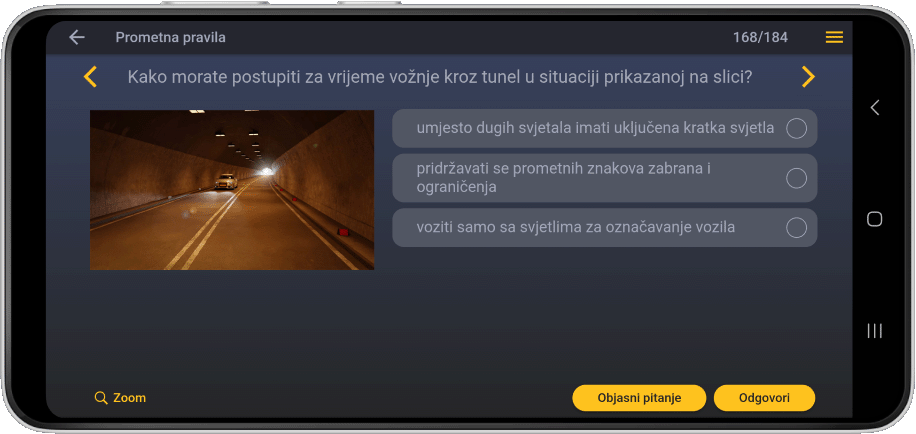 Prometna pravila
168/184
Kako morate postupiti za vrijeme vožnje kroz tunel u situaciji prikazanoj na slici?
umjesto dugih svjetala imati uključena kratka svjetla
pridržavati se prometnih znakova zabrana i
ograničenja
voziti samo sa svjetlima za označavanje vozila
Zoom
Objasni pitanje
Odgovori